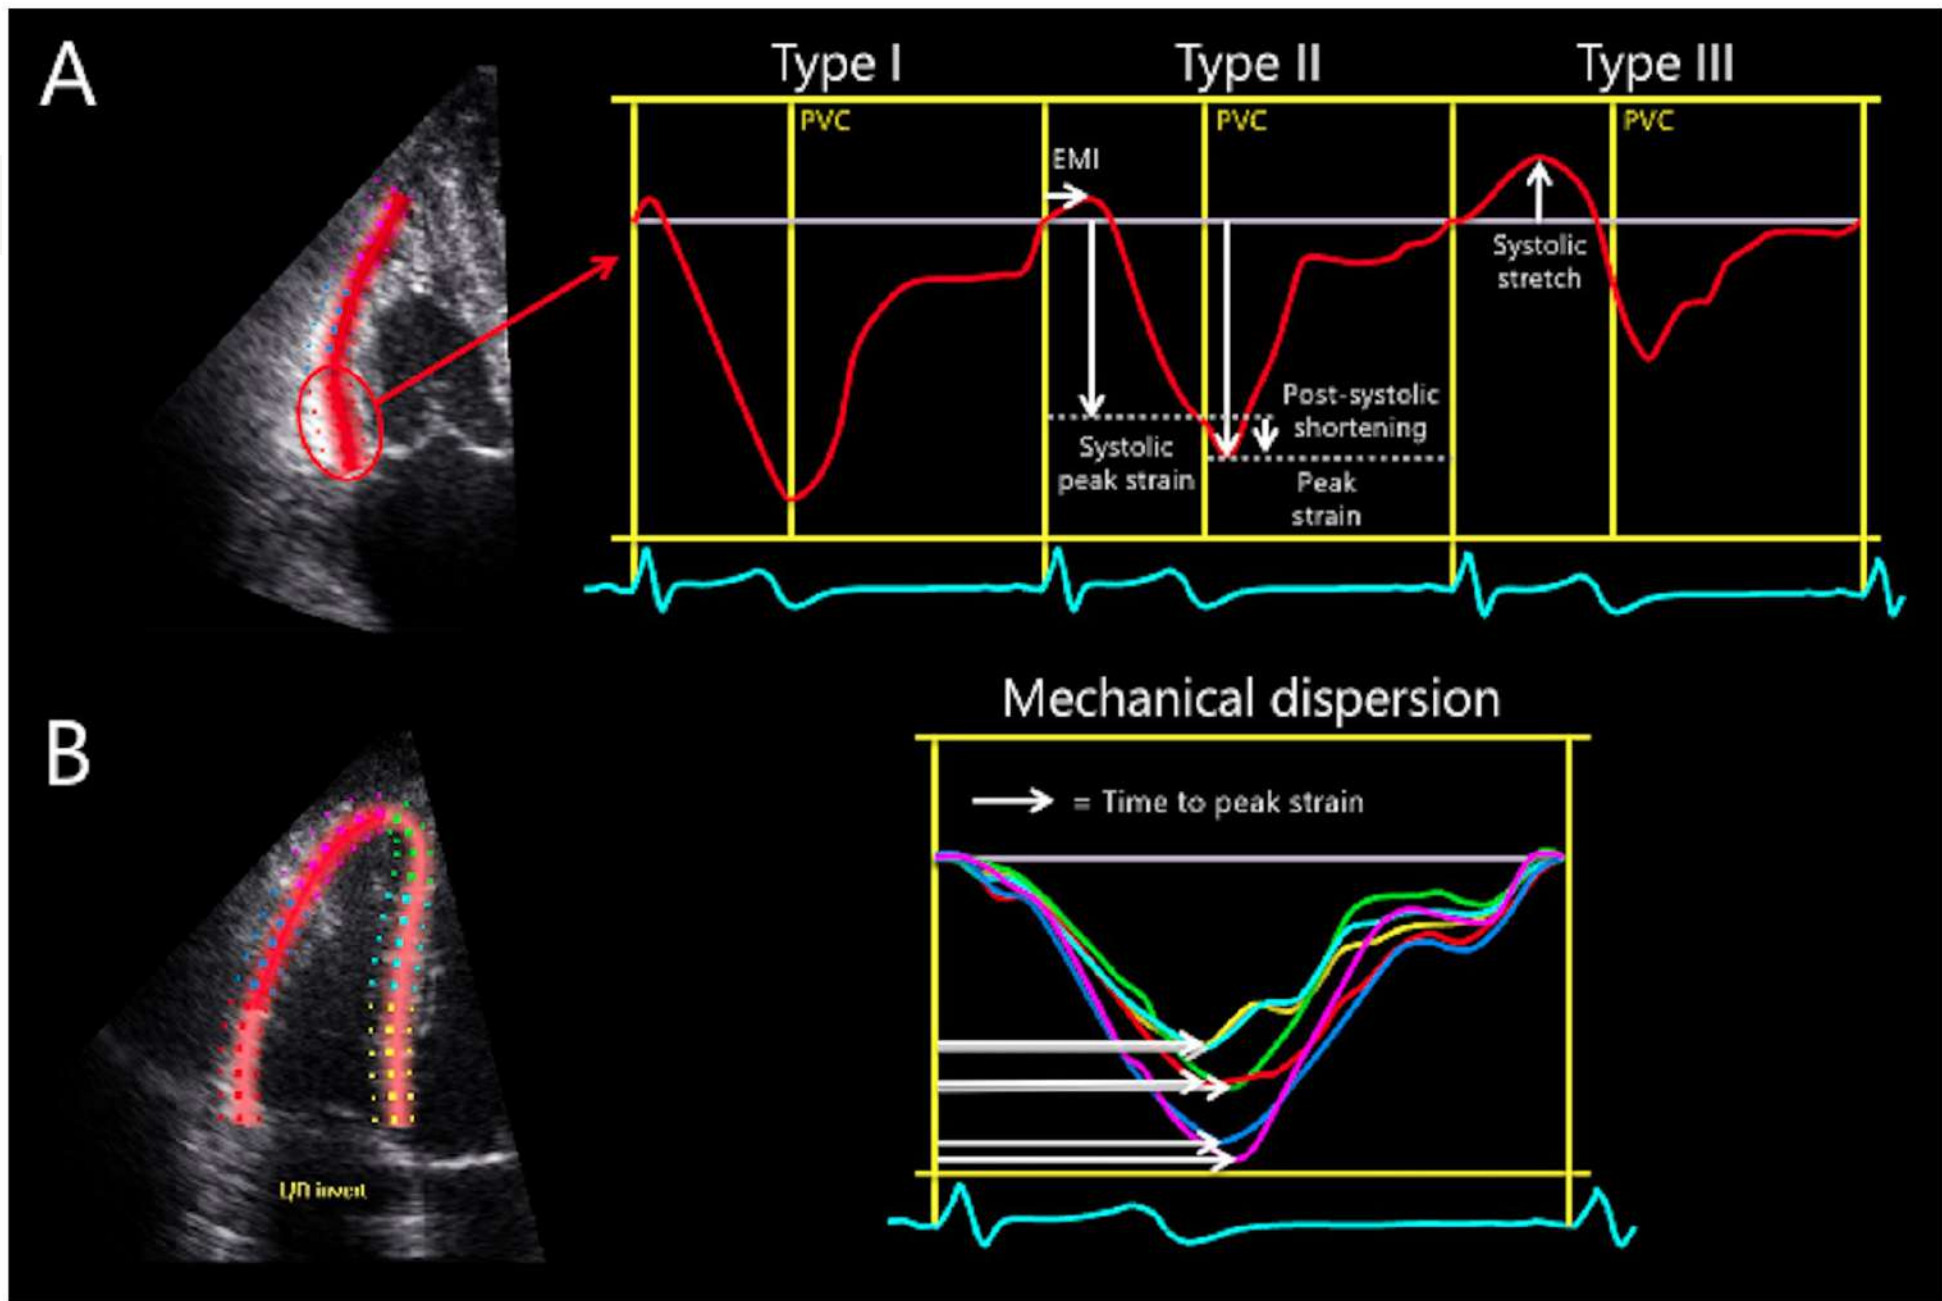 A
Type I
Type II
Type III
PVC
PVC
PVC
EMI
Systolic
stretch
Post-systolic
shortening
Systolic
peak strain
Peak
strain
B
Mechanical dispersion
= Time to peak strain
L/R invert